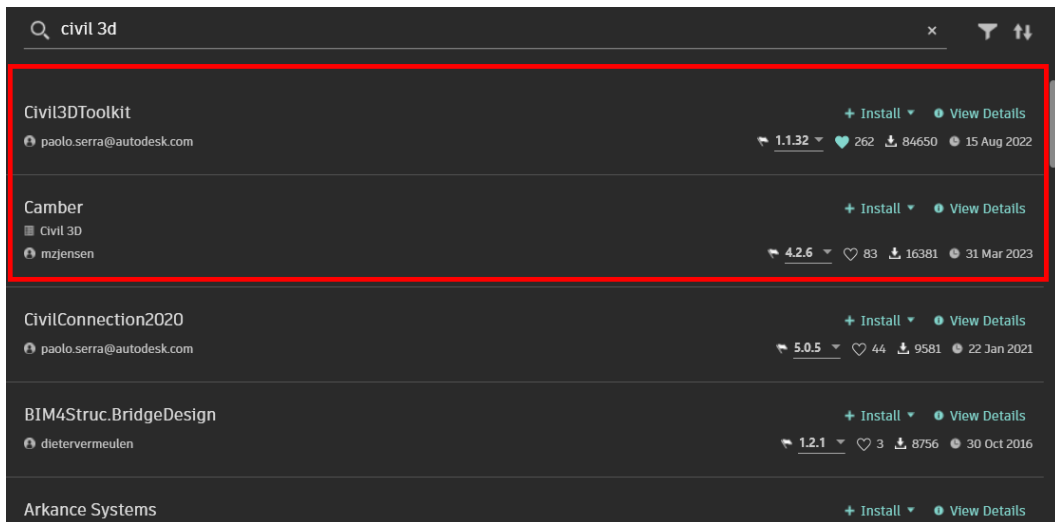 civil 3d
Civil3DToolkit
+ Install View Details
paolo.serra@autodesk.com
1.1.32 262 84650 15 Aug 2022
Camber
+ Install View Details
Civil 3D
mzjensen
4.2.6 83 16381 31 Mar 2023
CivilConnection2020
+ Install View Details
paolo.serra@autodesk.com
5.0.5 44 9581 22 Jan 2021
BIM4Struc.BridgeDesign
+ Install View Details
dietervermeulen
1.2.1 3 8756 30 Oct 2016
Arkance Systems
+ Install View Details